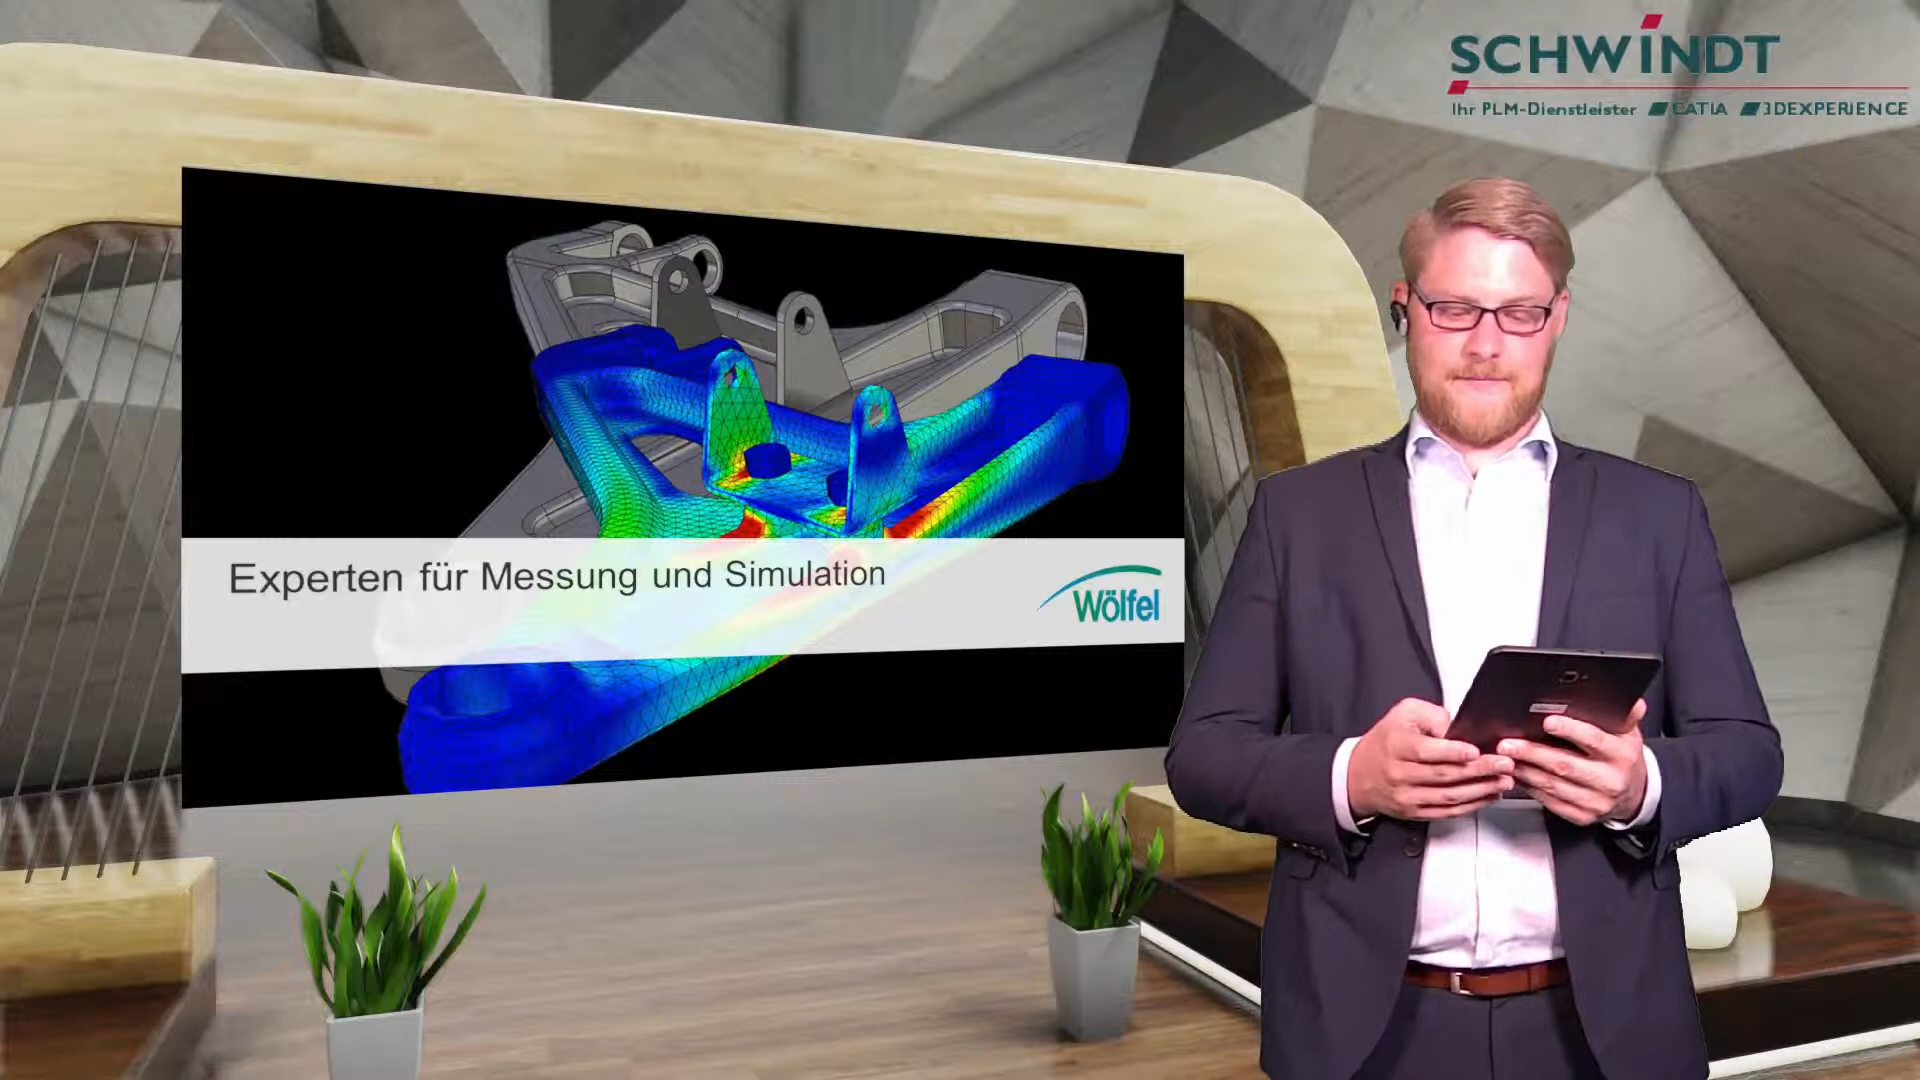 SCHWINDT
Ihr PLM-Dienstleister CATIA 3DEXPERIENCE
Experten für Messung und Simulation
Wölfel